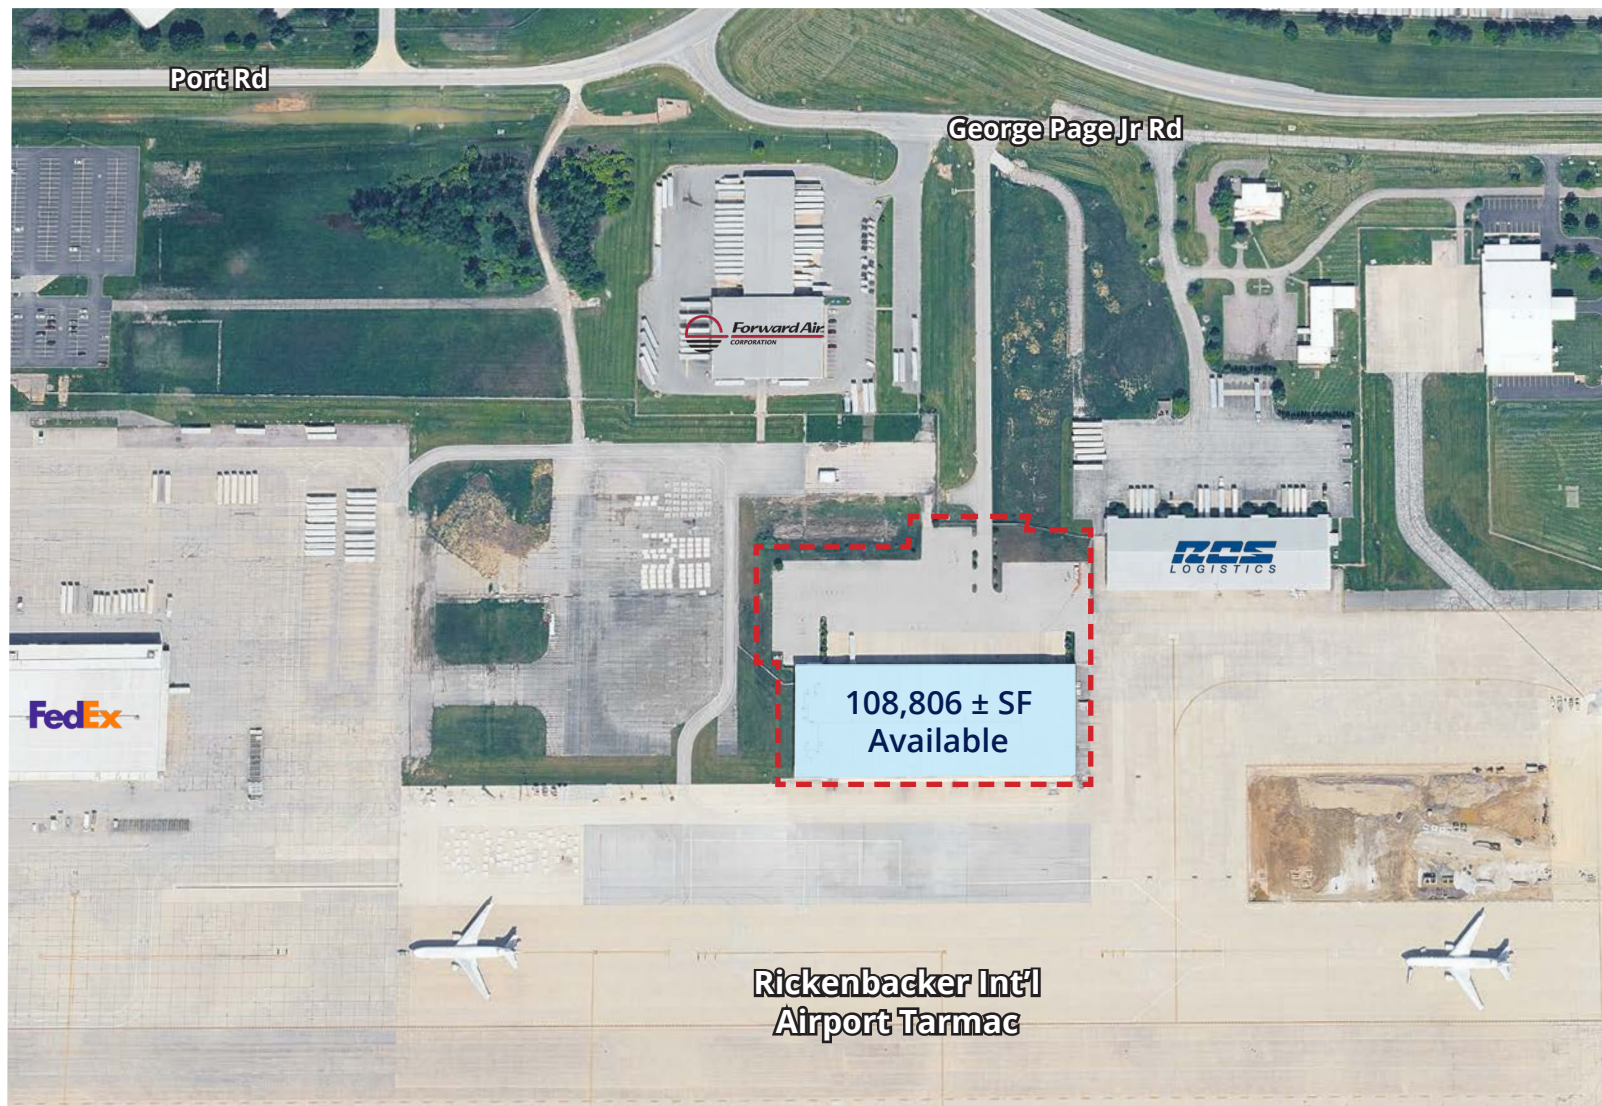 Port Rd
George Page Jr Rd
Forward Air
CORPORATION
RCS
LOGISTICS
FedEx
108,806 ± SF
Available
Rickenbacker Int'l
Airport Tarmac